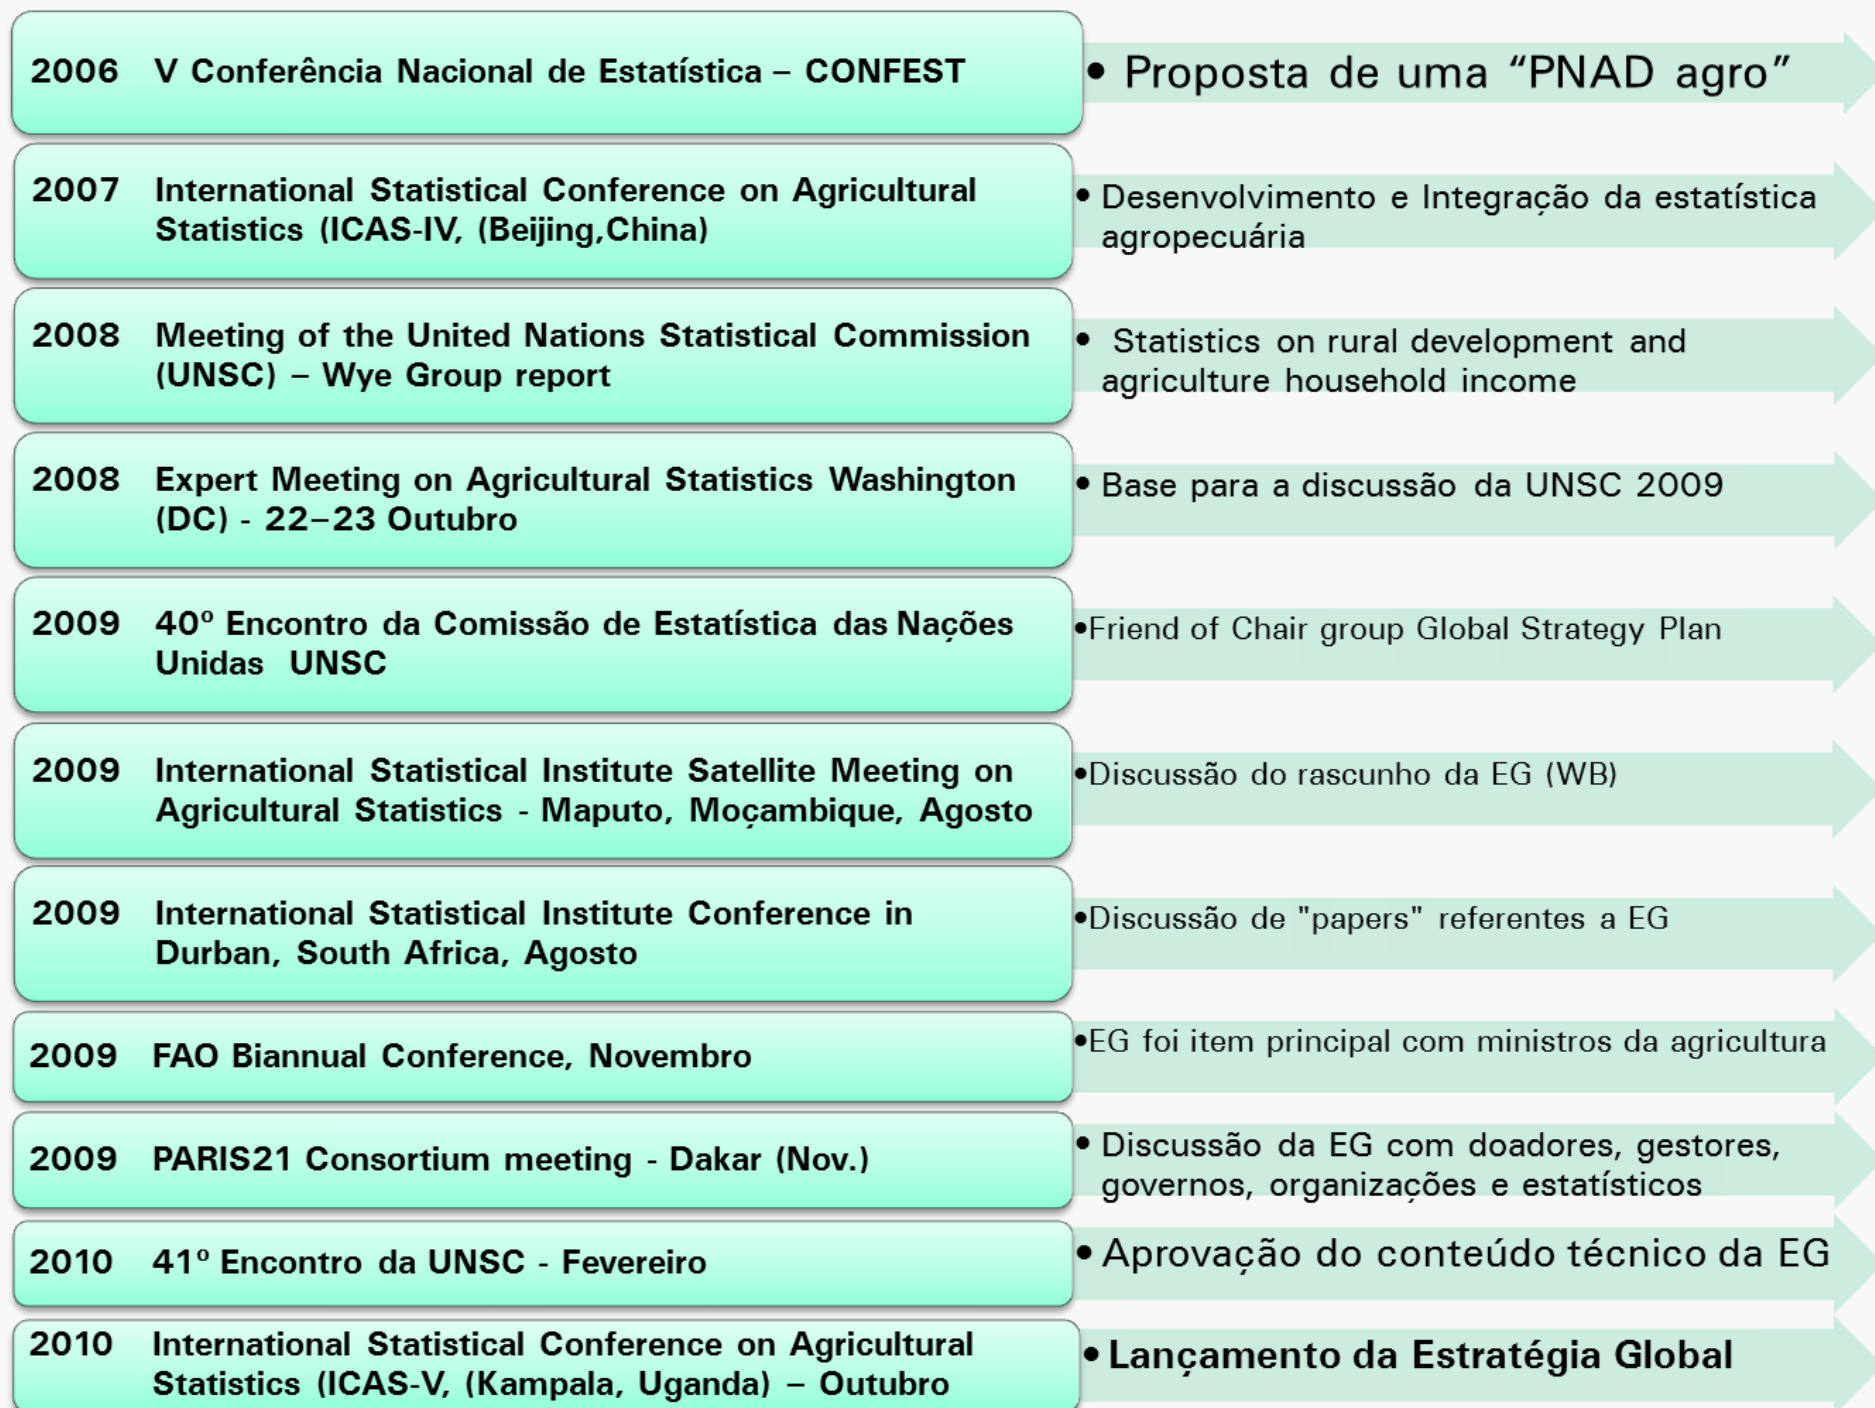 2006 V Conferência Nacional de Estatística – CONFEST
• Proposta de uma “PNAD agro”
2007 International Statistical Conference on Agricultural
Statistics (ICAS-IV, (Beijing,China)
• Desenvolvimento e Integração da estatística
agropecuária
2008 Meeting of the United Nations Statistical Commission
(UNSC) – Wye Group report
• Statistics on rural development and
agriculture household income
2008 Expert Meeting on Agricultural Statistics Washington
(DC) - 22–23 Outubro
• Base para a discussão da UNSC 2009
2009 40º Encontro da Comissão de Estatística das Nações
Unidas UNSC
•Friend of Chair group Global Strategy Plan
2009 International Statistical Institute Satellite Meeting on
Agricultural Statistics - Maputo, Moçambique, Agosto
•Discussão do rascunho da EG (WB)
2009 International Statistical Institute Conference in
Durban, South Africa, Agosto
•Discussão de "papers" referentes a EG
2009 FAO Biannual Conference, Novembro
•EG foi item principal com ministros da agricultura
2009 PARIS21 Consortium meeting - Dakar (Nov.)
• Discussão da EG com doadores, gestores,
governos, organizações e estatísticos
2010 41º Encontro da UNSC - Fevereiro
• Aprovação do conteúdo técnico da EG
2010 International Statistical Conference on Agricultural
Statistics (ICAS-V, (Kampala, Uganda) – Outubro
• Lançamento da Estratégia Global